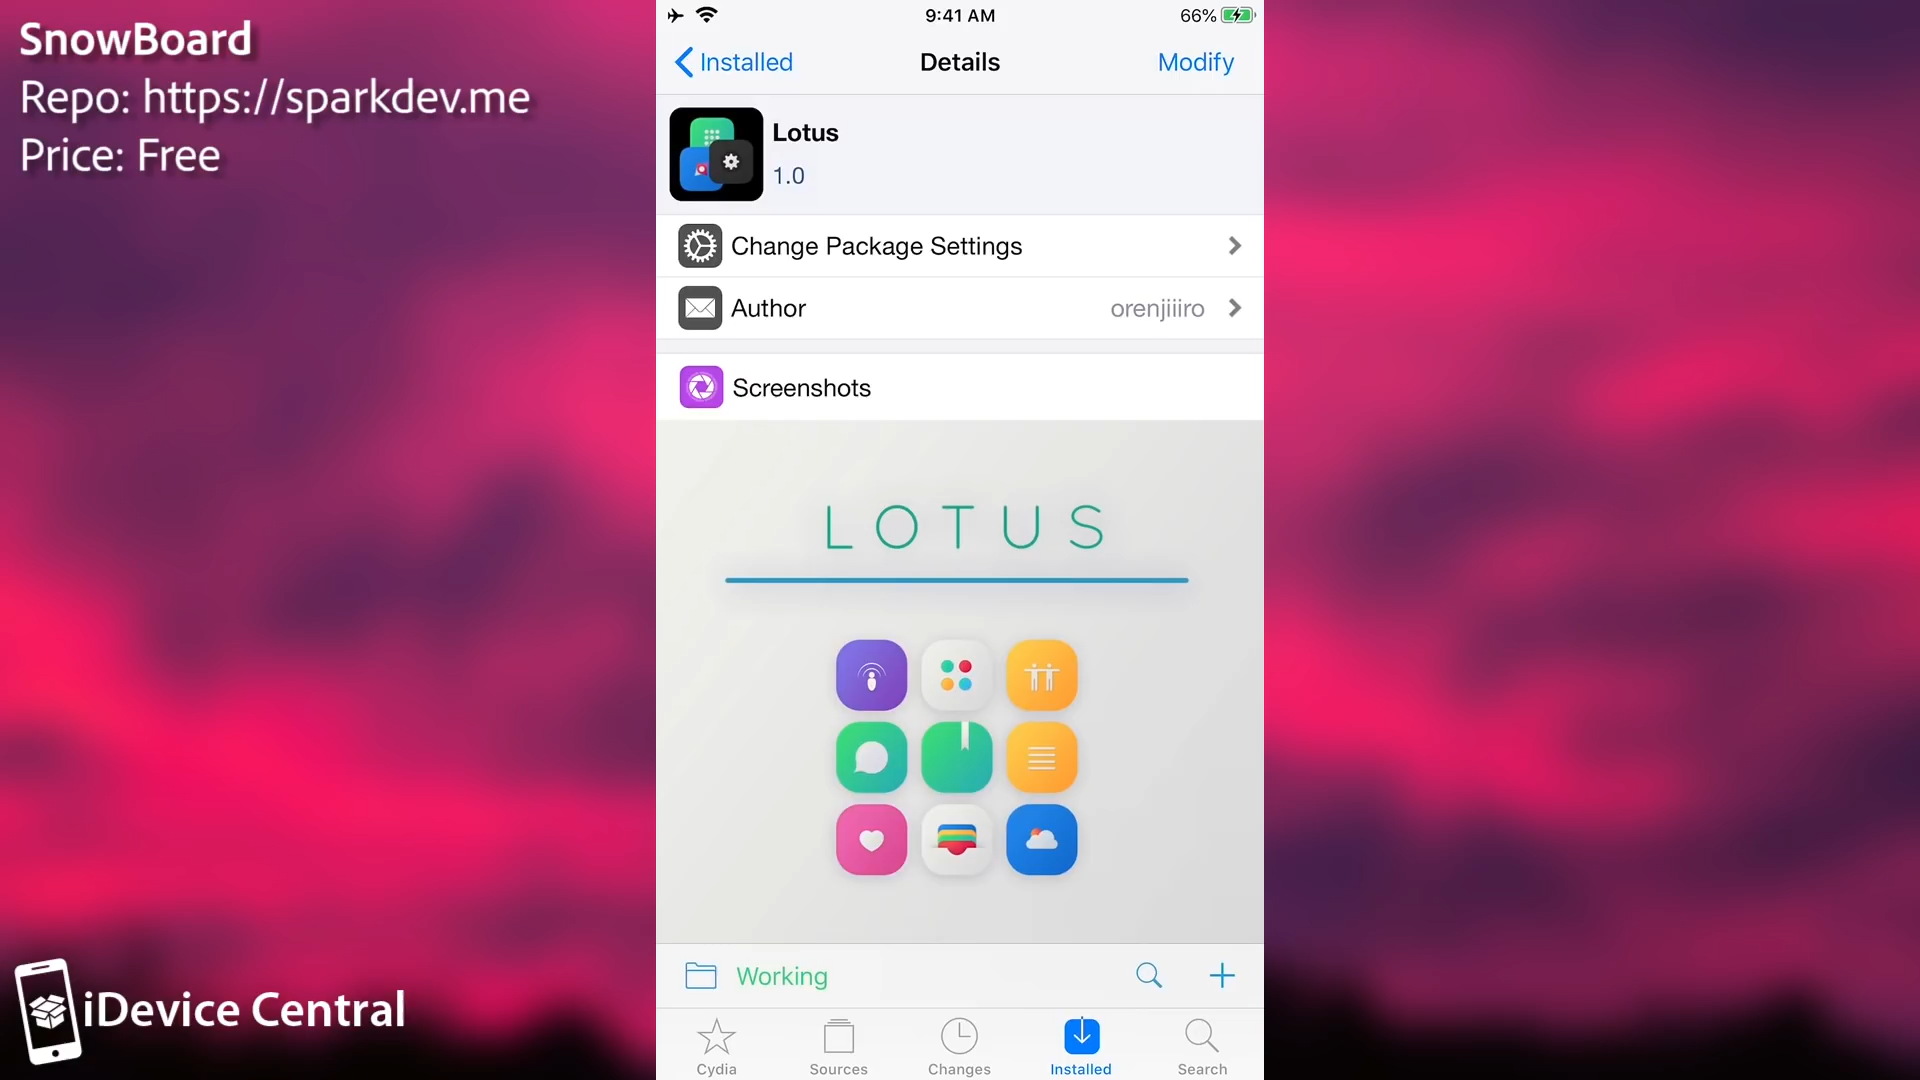 SnowBoard
Repo: https://sparkdev.me
Price: Free
9:41 AM
66%
Installed
Details
Modify
Lotus
1.0
Change Package Settings
Author
orenjiiiro
Screenshots
LOTUS
Working
Cydia
Sources
Changes
Installed
Search
iDevice Central